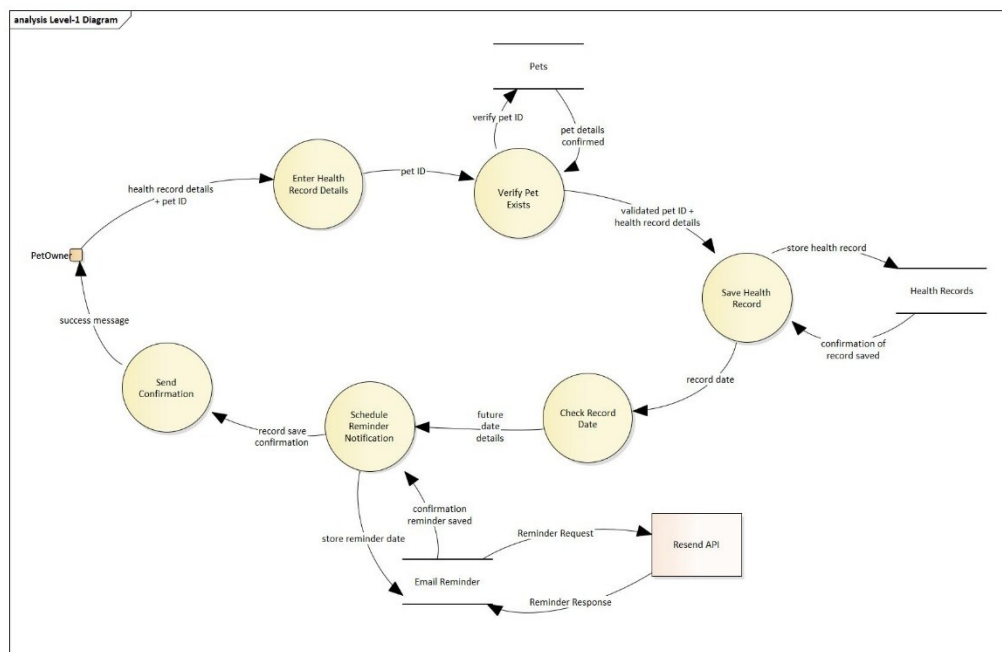 analysis Level-1 Diagram
Pets
verify pet ID
pet details
confirmed
Enter Health
Record Details
pet ID
Verify Pet
Exists
health record details
+ pet ID
validated pet ID +
health record details
PetOwner
store health record
Save Health
Record
Health Records
success message
confirmation of
record saved
record date
Send
Confirmation
Schedule
Reminder
Notification
future
date
details
Check Record
Date
record save
confirmation
confirmation
reminder saved
store reminder date
Reminder Request
Resend API
Email Reminder
Reminder Response